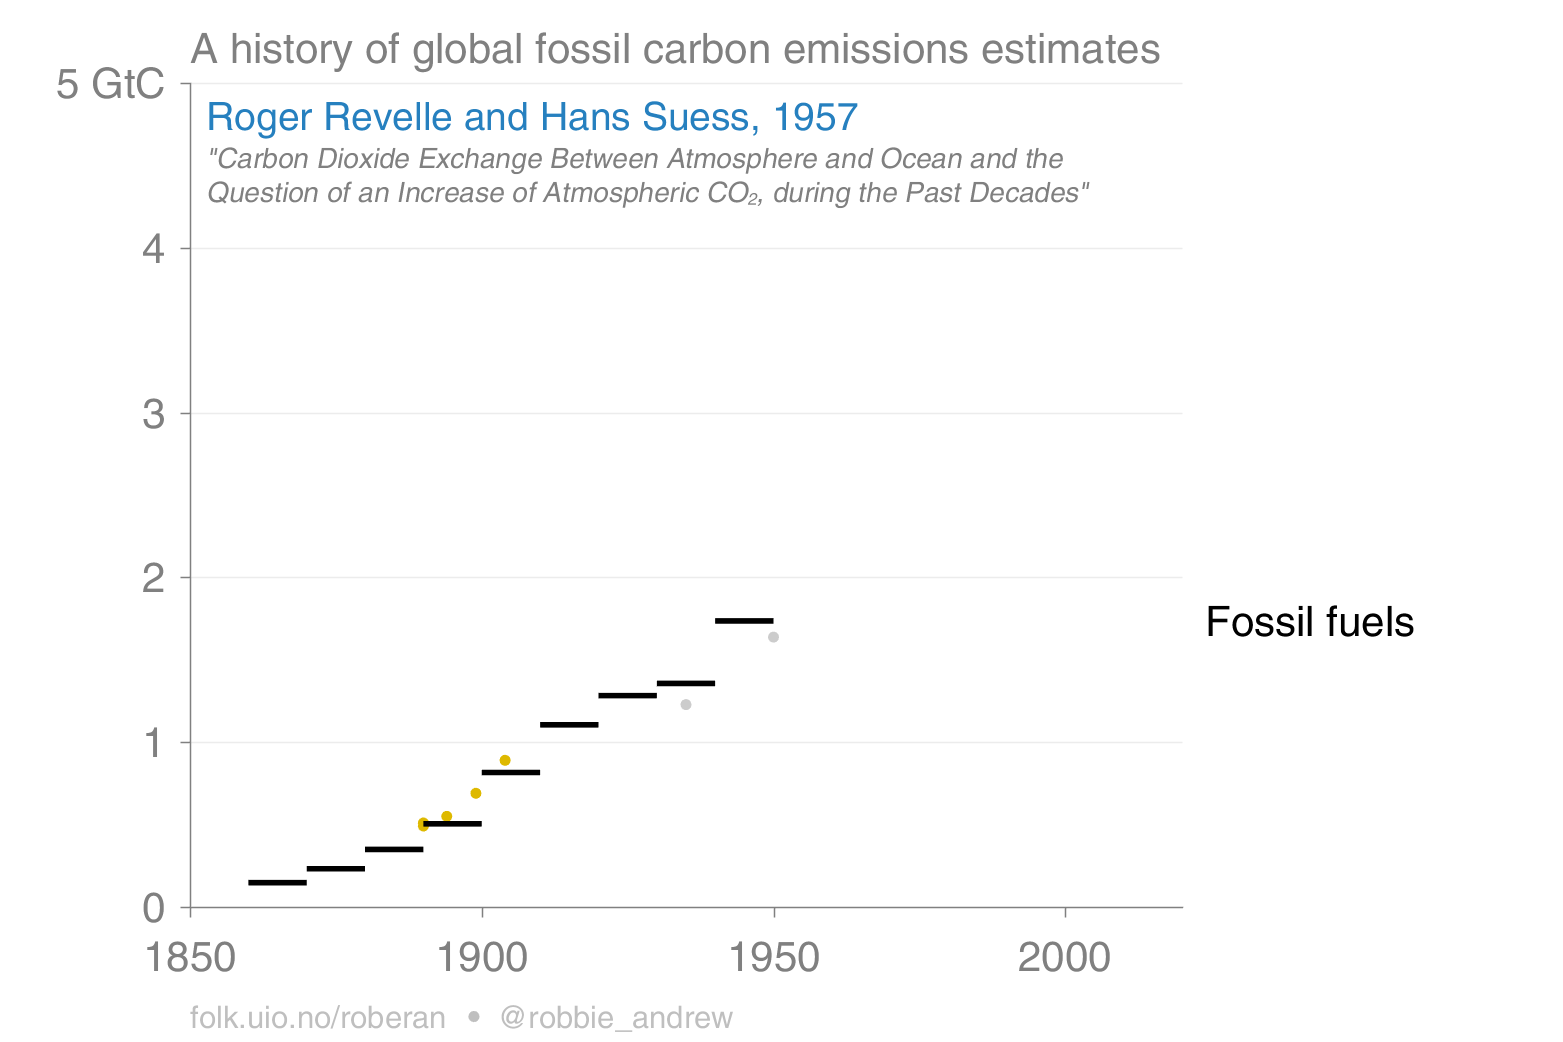 A history of global fossil carbon emissions estimates
5 GtC
Roger Revelle and Hans Suess, 1957
"Carbon Dioxide Exchange Between Atmosphere and Ocean and the
Question of an Increase of Atmospheric CO₂, during the Past Decades"
4
3
2
Fossil fuels
1
0
1850 1900 1950 2000
folk.uio.no/roberan • @robbie_andrew